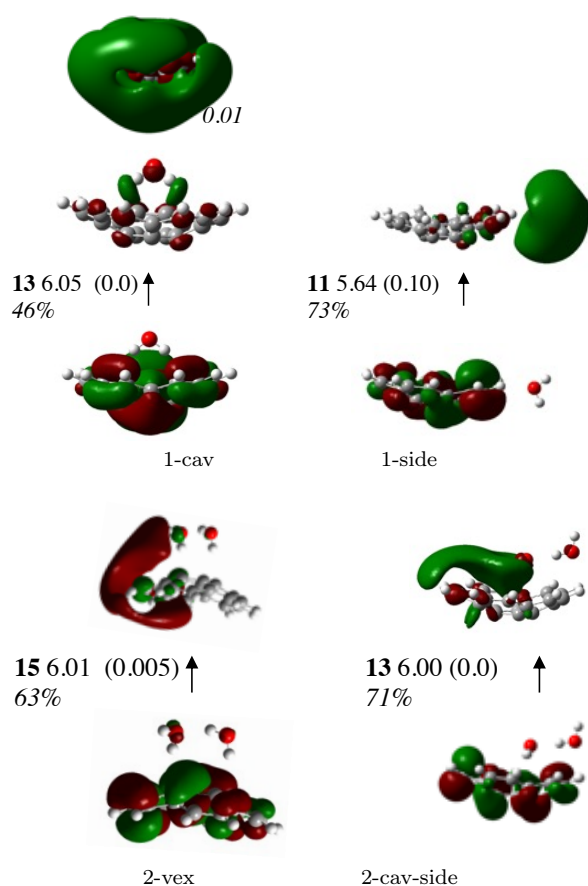 0.01
13 6.05 (0.0)
46%
11 5.64 (0.10)
73%
1-cav
1-side
15 6.01 (0.005)
63%
13 6.00 (0.0)
71%
2-vex
2-cav-side